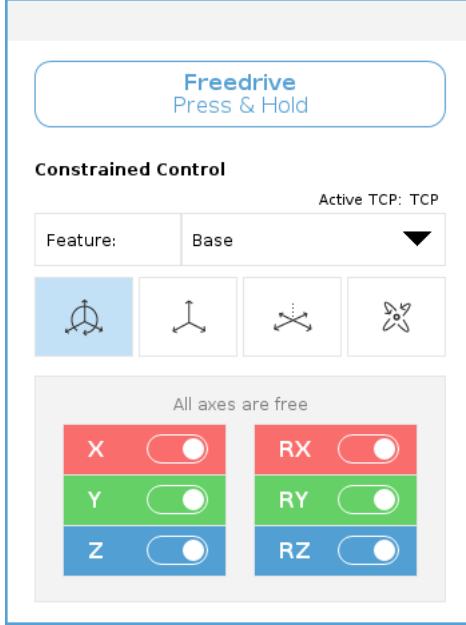 Freedrive
Press & Hold
Constrained Control
Active TCP: TCP
Feature: Base
All axes are free
X RX
Y RY
Z RZ